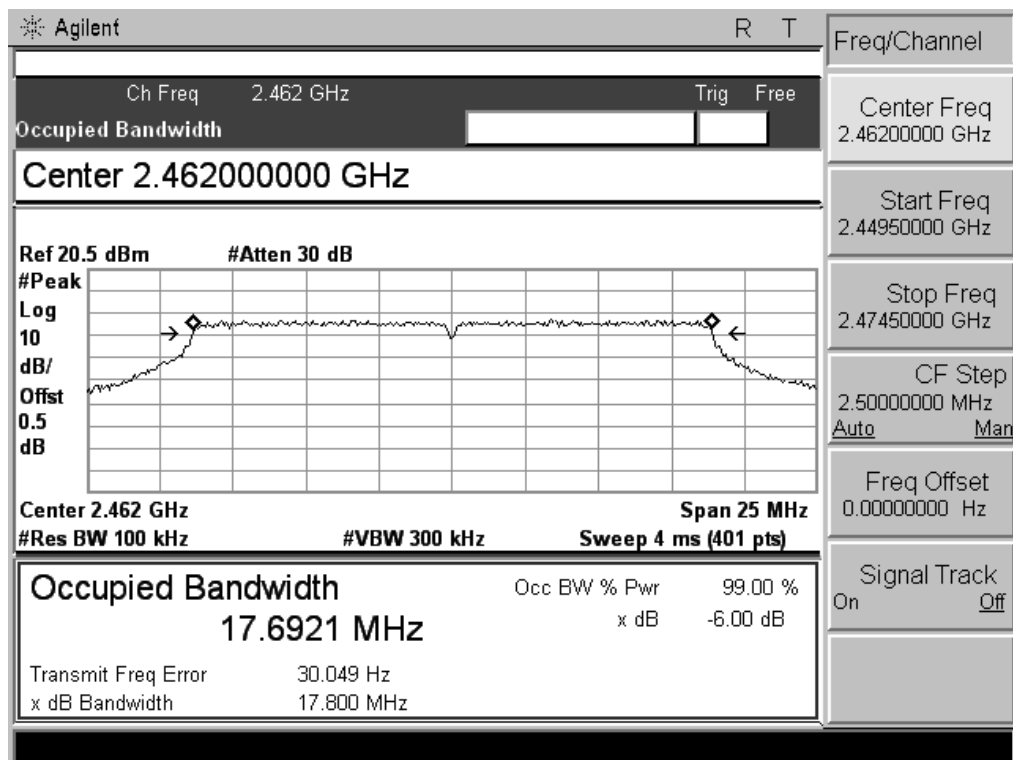 Agilent R T
Ch Freq 2.462 GHz Trig Free
Occupied Bandwidth
Center 2.462000000 GHz
Ref 20.5 dBm #Atten 30 dB
#Peak
Log
10
dB/
Offst
0.5
dB
Center 2.462 GHz Span 25 MHz
#Res BW 100 kHz #VBW 300 kHz Sweep 4 ms (401 pts)
Occupied Bandwidth Occ BW % Pwr 99.00 %
17.6921 MHz x dB -6.00 dB
Transmit Freq Error 30.049 Hz
x dB Bandwidth 17.800 MHz
Freq/Channel
Center Freq
2.46200000 GHz
Start Freq
2.44950000 GHz
Stop Freq
2.47450000 GHz
CF Step
2.50000000 MHz
Auto Man
Freq Offset
0.00000000 Hz
Signal Track
On Off